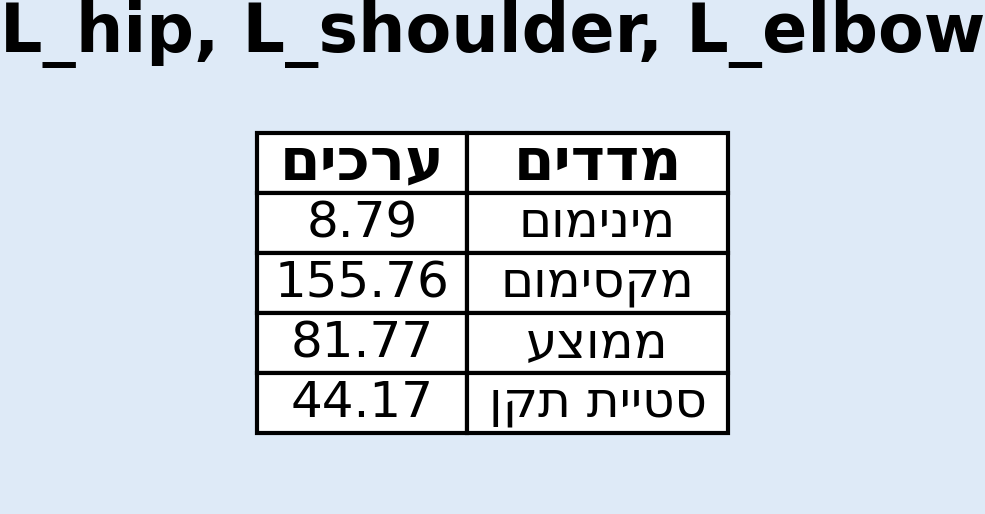 L_hip, L_shoulder, L_elbow
מדדים ערכים
מינימום 8.79
מקסימום 155.76
ממוצע 81.77
סטיית תקן 44.17